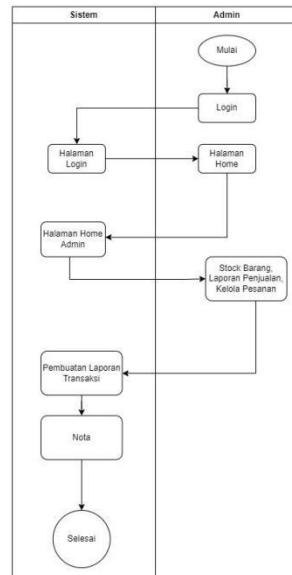 Sistem
Admin
Mulai
Login
Halaman
Login
Halaman
Home
Halaman Home
Admin
Stock Barang,
Laporan Penjualan,
Kelola Pesanan
Pembuatan Laporan
Transaksi
Nota
Selesai